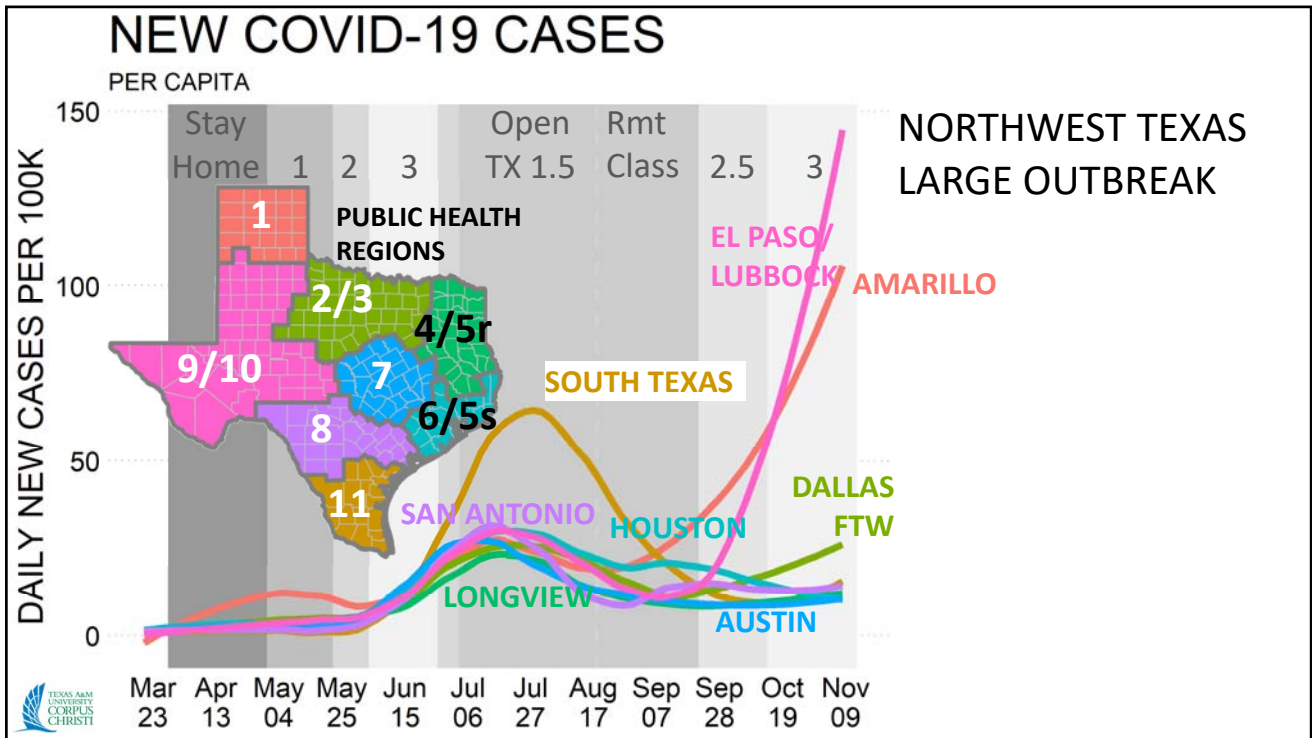 NEW COVID-19 CASES
PER CAPITA
DAILY NEW CASES PER 100K
150
100
50
0
Stay Home
1
2
3
Open TX 1.5
Rmt Class
2.5
3
NORTHWEST TEXAS
LARGE OUTBREAK
PUBLIC HEALTH
REGIONS
1
2/3
4/5r
9/10
7
6/5s
8
11
EL PASO/
LUBBOCK
AMARILLO
SOUTH TEXAS
DALLAS
FTW
SAN ANTONIO
HOUSTON
LONGVIEW
AUSTIN
Mar 23
Apr 13
May 04
May 25
Jun 15
Jul 06
Jul 27
Aug 17
Sep 07
Sep 28
Oct 19
Nov 09
TEXAS A&M
UNIVERSITY
CORPUS
CHRISTI